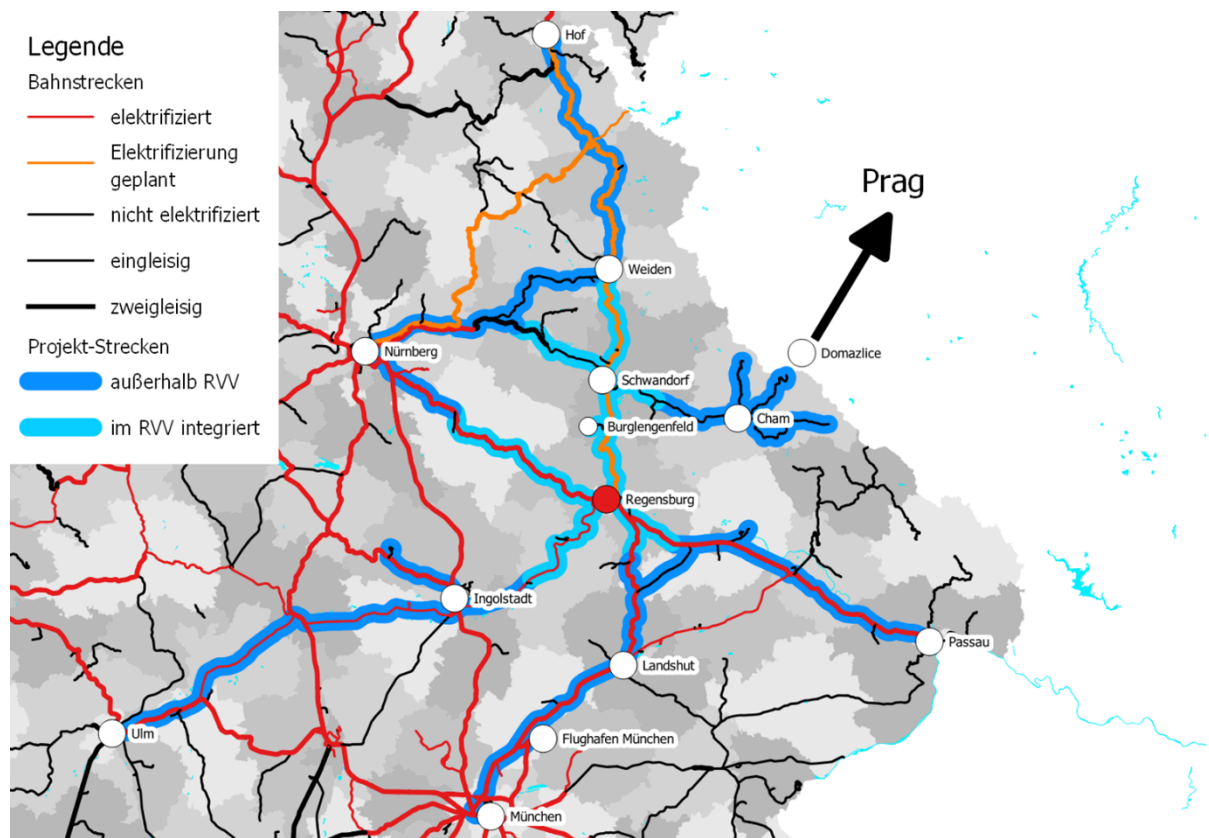 Legende
Bahnstrecken
elektrifiziert
Elektrifizierung
geplant
nicht elektrifiziert
eingleisig
zweigleisig
Projekt-Strecken
außerhalb RVV
im RVV integriert
Hof
Prag
Weiden
Nürnberg
Domazlice
Schwandorf
Cham
Burglengenfeld
Regensburg
Ingolstadt
Passau
Landshut
Ulm
Flughafen München
München